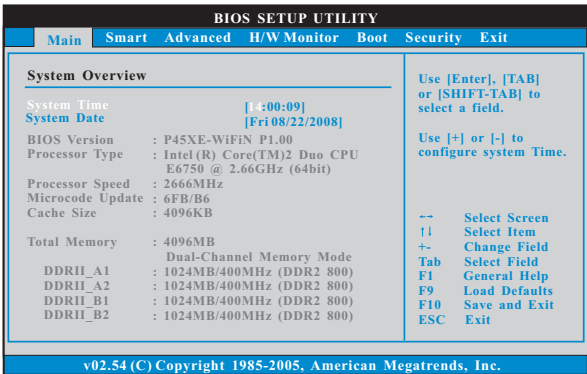 BIOS SETUP UTILITY
Main Smart Advanced H/W Monitor Boot Security Exit
System Overview
System Time [14:00:09]
System Date [Fri 08/22/2008]
BIOS Version : P45XE-WiFiN P1.00
Processor Type : Intel (R) Core(TM)2 Duo CPU
E6750 @ 2.66GHz (64bit)
Processor Speed : 2666MHz
Microcode Update : 6FB/B6
Cache Size : 4096KB
Total Memory : 4096MB
Dual-Channel Memory Mode
DDRII_A1 : 1024MB/400MHz (DDR2 800)
DDRII_A2 : 1024MB/400MHz (DDR2 800)
DDRII_B1 : 1024MB/400MHz (DDR2 800)
DDRII_B2 : 1024MB/400MHz (DDR2 800)
Use [Enter], [TAB]
or [SHIFT-TAB] to
select a field.
Use [+] or [-] to
configure system Time.
←→ Select Screen
↑↓ Select Item
+- Change Field
Tab Select Field
F1 General Help
F9 Load Defaults
F10 Save and Exit
ESC Exit
v02.54 (C) Copyright 1985-2005, American Megatrends, Inc.